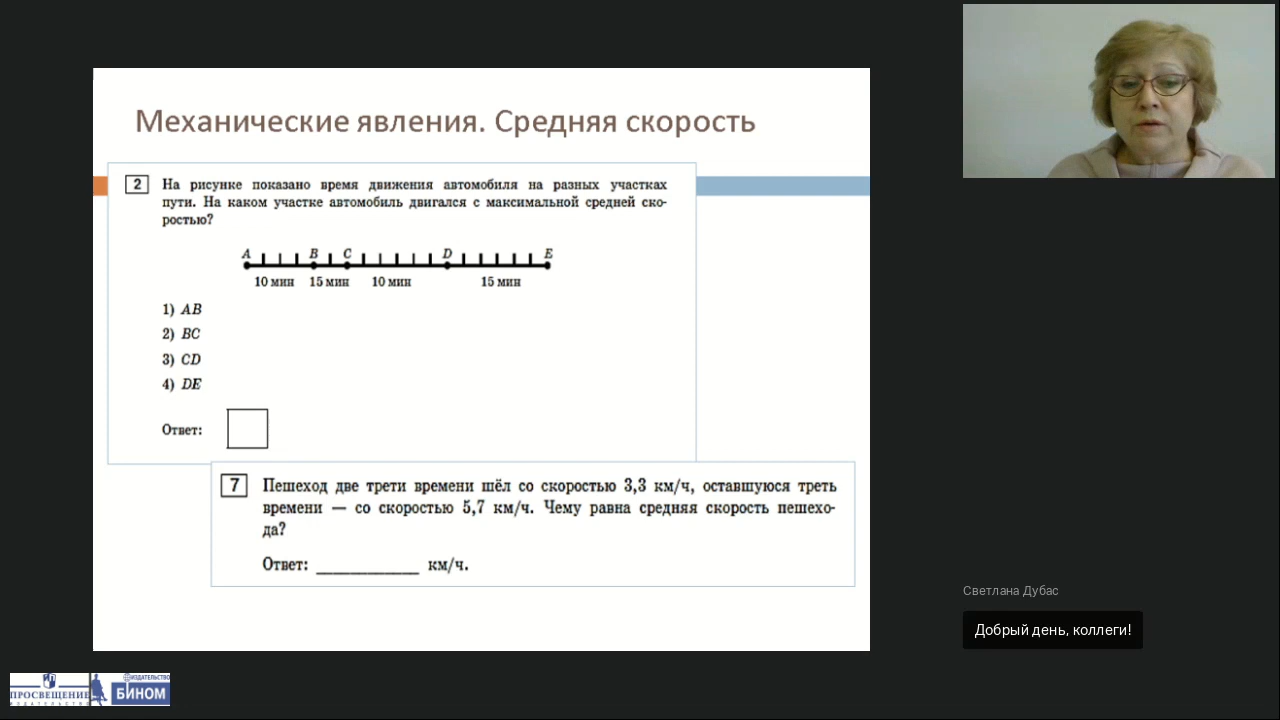 Механические явления. Средняя скорость
2
На рисунке показано время движения автомобиля на разных участках
пути. На каком участке автомобиль двигался с максимальной средней ско-
ростью?
A B C D E
10 мин 15 мин 10 мин 15 мин
1) AB
2) BC
3) CD
4) DE
Ответ:
7
Пешеход две трети времени шёл со скоростью 3,3 км/ч, оставшуюся треть
времени — со скоростью 5,7 км/ч. Чему равна средняя скорость пешехо-
да?
Ответ: ____________ км/ч.
Светлана Дубас
Добрый день, коллеги!
ПРОСВЕЩЕНИЕ
ИЗДАТЕЛЬСТВО
ИЗДАТЕЛЬСТВО
БИНОМ